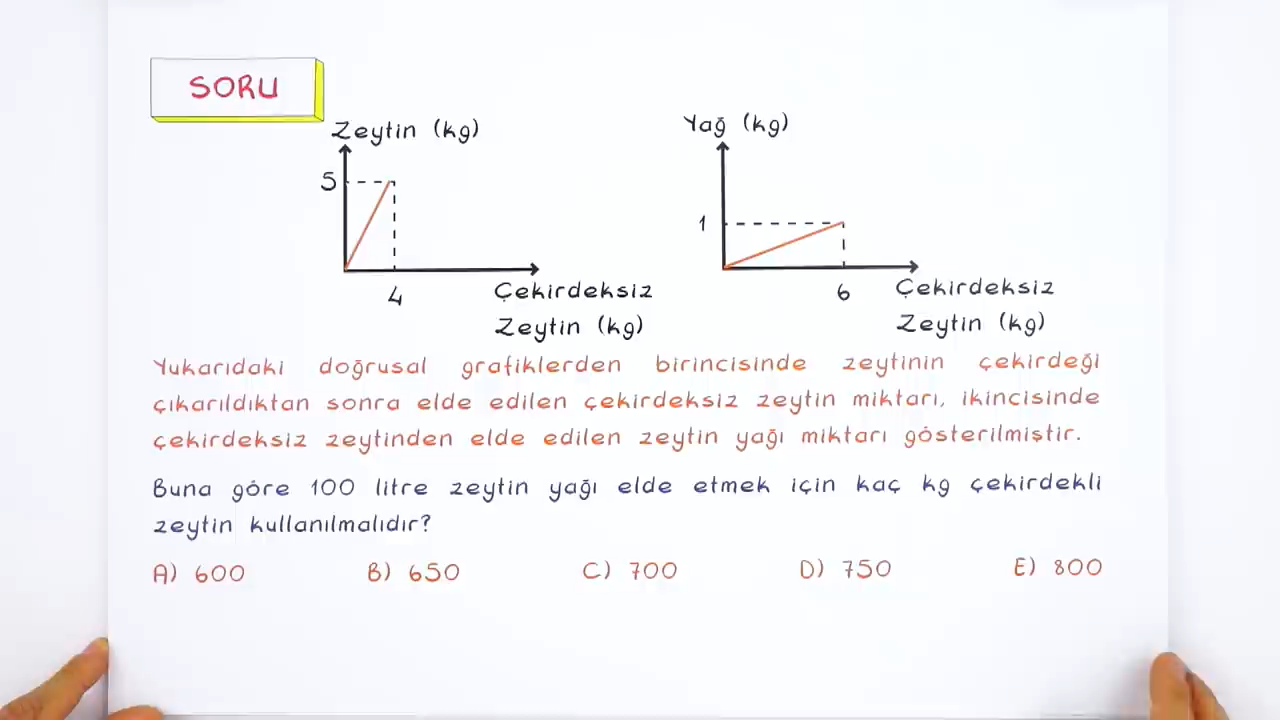 SORU
Zeytin (kg)
5
4
Çekirdeksiz
Zeytin (kg)
Yağ (kg)
1
6
Çekirdeksiz
Zeytin (kg)
Yukarıdaki doğrusal grafiklerden birincisinde zeytinin çekirdeği
çıkarıldıktan sonra elde edilen çekirdeksiz zeytin miktarı, ikincisinde
çekirdeksiz zeytinden elde edilen zeytin yağı miktarı gösterilmiştir.
Buna göre 100 litre zeytin yağı elde etmek için kaç kg çekirdekli
zeytin kullanılmalıdır?
A) 600 B) 650 C) 700 D) 750 E) 800